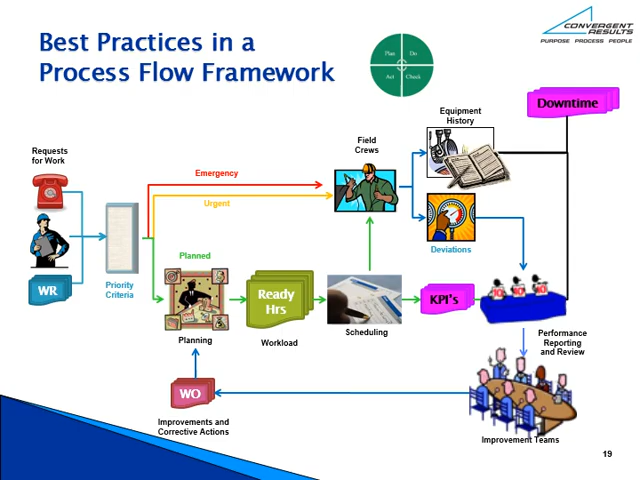 Best Practices in a
Process Flow Framework
Plan
Do
Act
Check
CONVERGENT
RESULTS
PURPOSE PROCESS PEOPLE
Downtime
Equipment
History
Field
Crews
Requests
for Work
Emergency
Urgent
Deviations
Planned
WR
Priority
Criteria
Ready
Hrs
KPI's
Planning
Workload
Scheduling
Performance
Reporting
and Review
WO
Improvements and
Corrective Actions
Improvement Teams
19